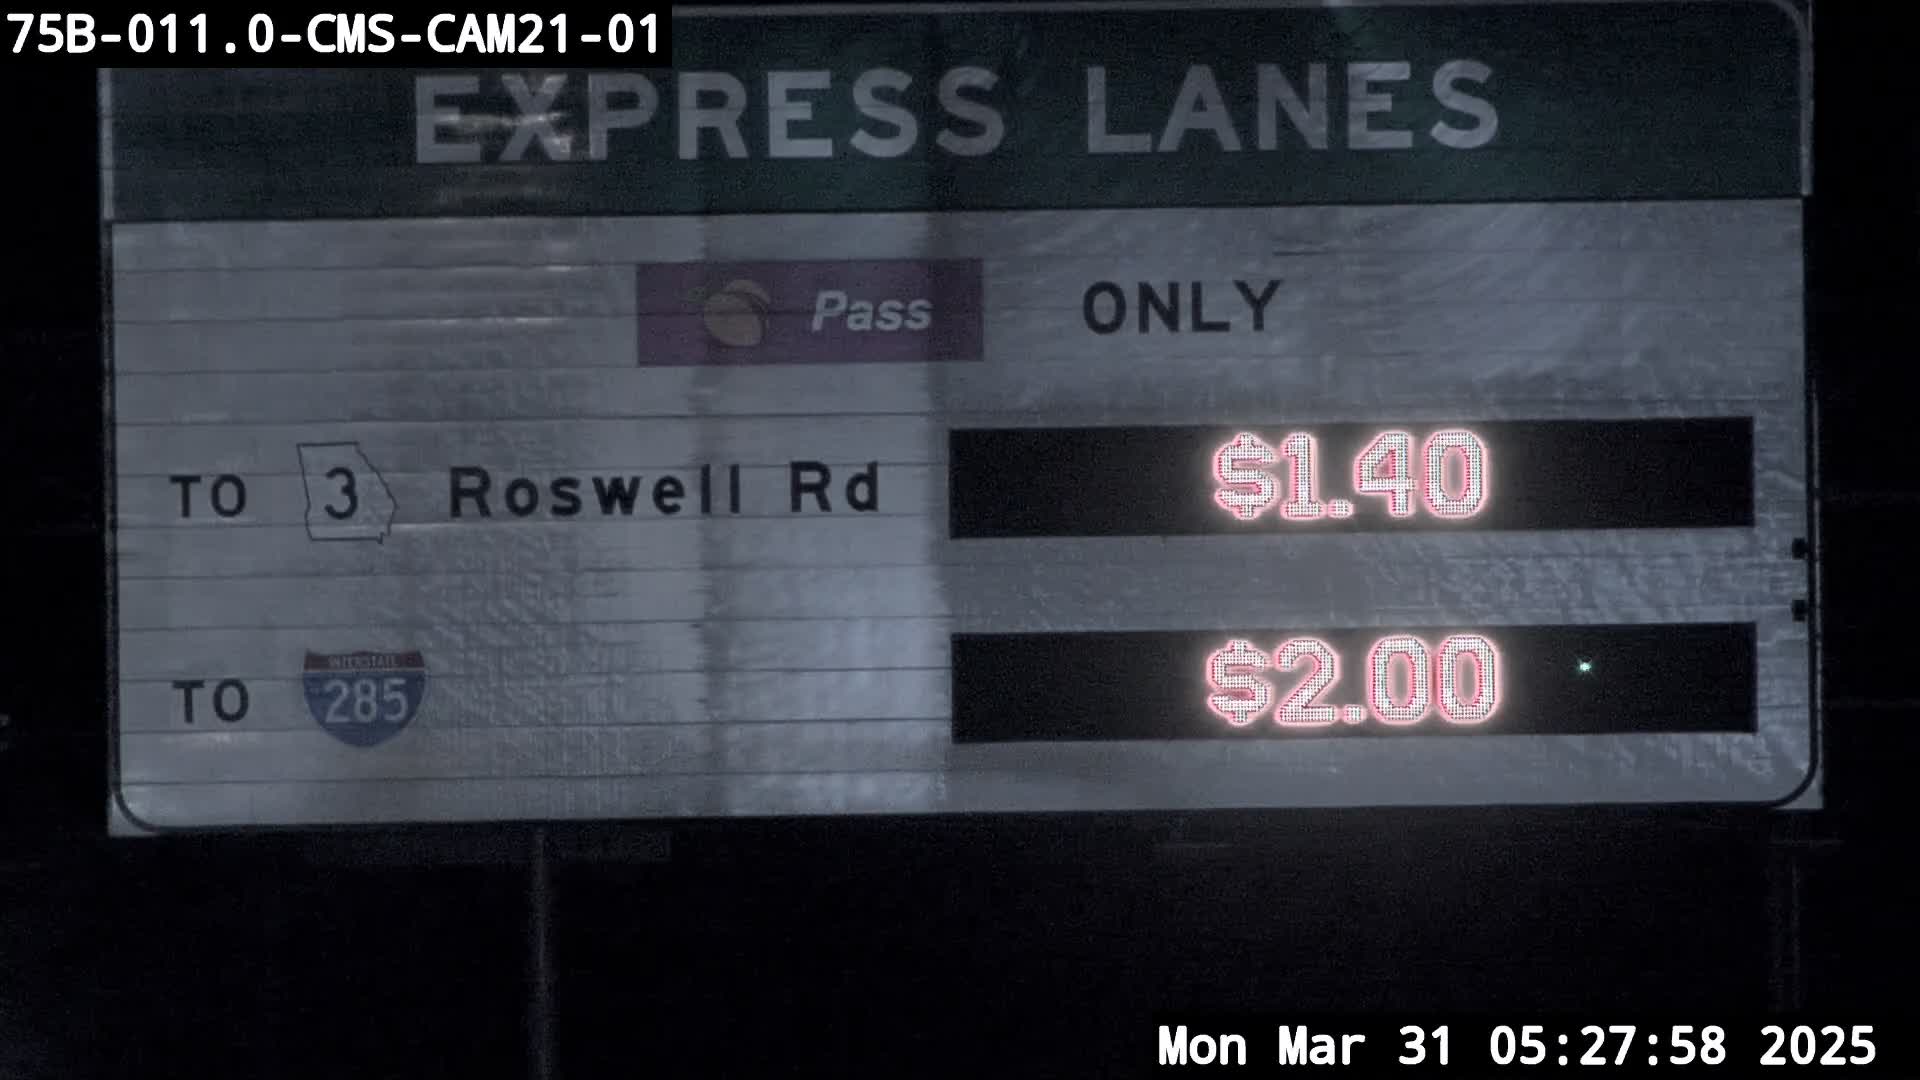 75B-011.0-CMS-CAM21-01
EXPRESS LANES
Pass ONLY
TO 3 Roswell Rd $1.40
TO INTERSTATE 285 $2.00
Mon Mar 31 05:27:58 2025